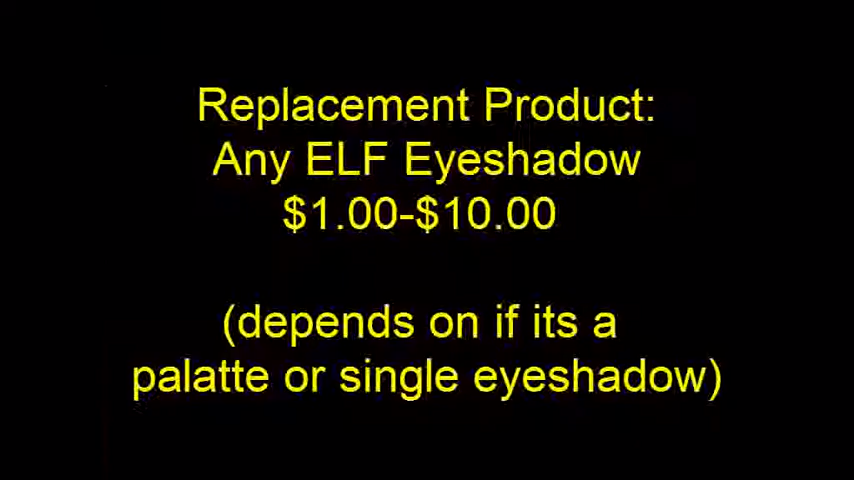 Replacement Product:
Any ELF Eyeshadow
$1.00-$10.00
(depends on if its a
palatte or single eyeshadow)